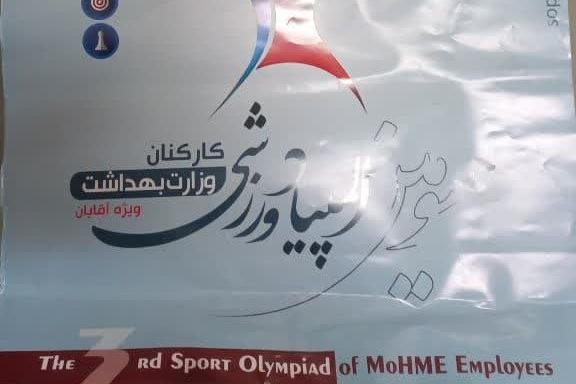 کارکنان
وزارت بهداشت
ویژه آقایان
سومین المپیاد ورزشی
The 3rd Sport Olympiad of MoHME Employees